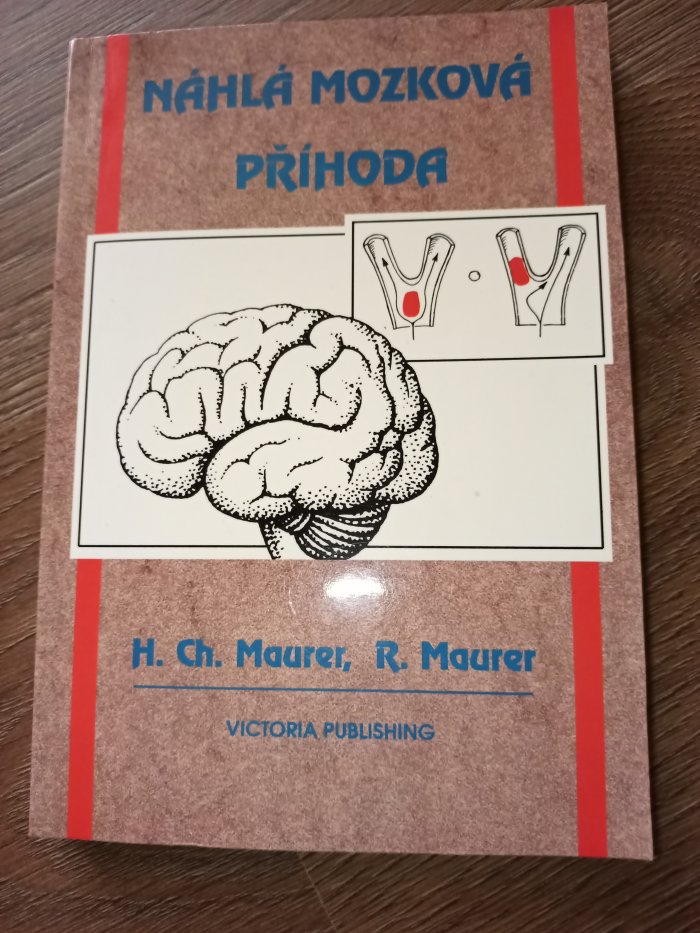 NÁHLÁ MOZKOVÁ
PŘÍHODA
H. Ch. Maurer, R. Maurer
VICTORIA PUBLISHING